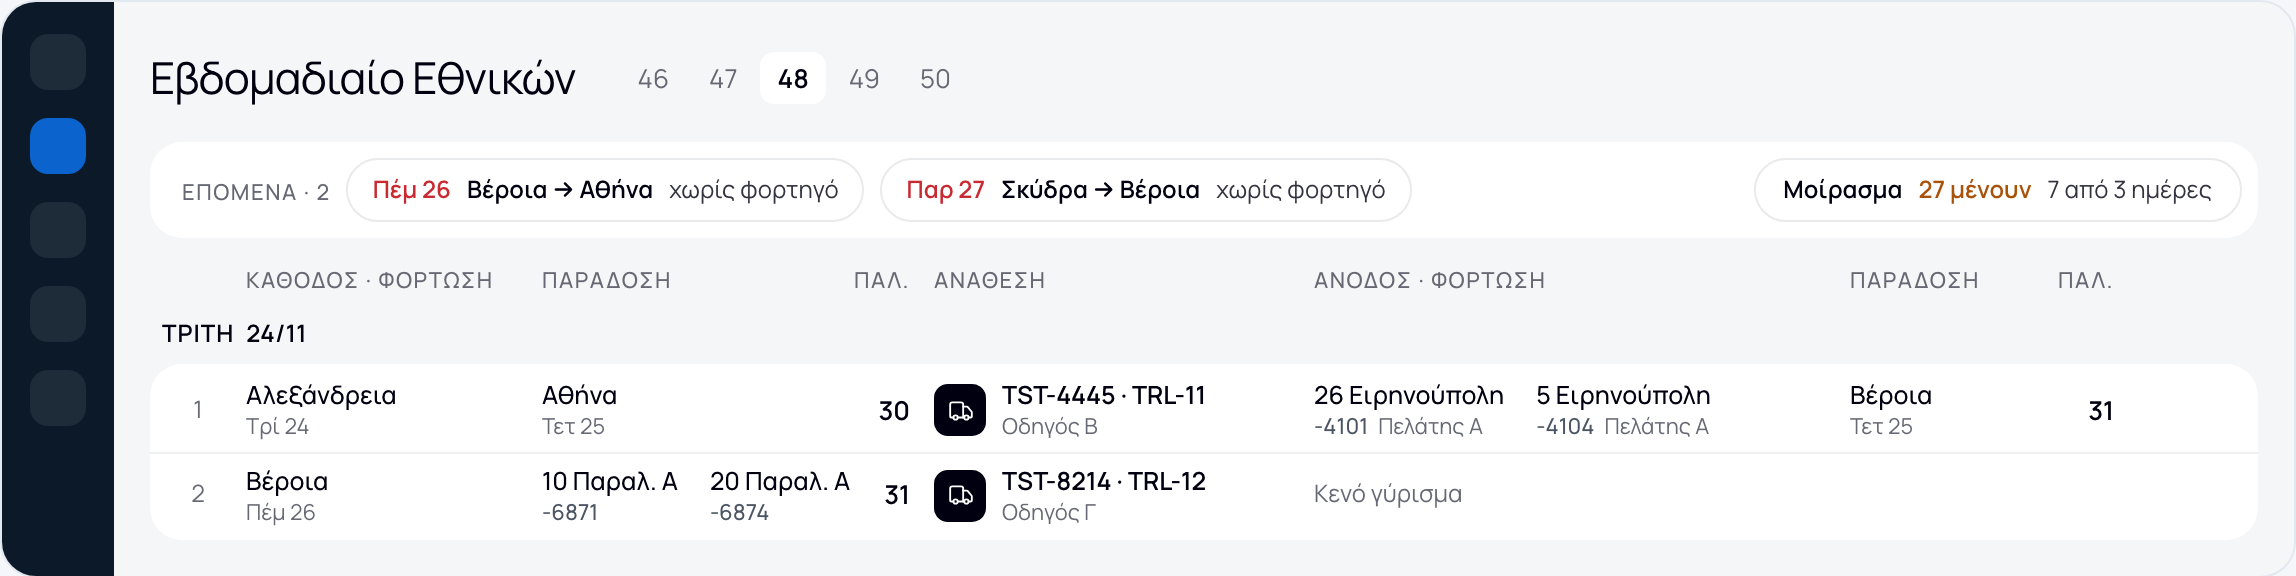 Εβδομαδιαίο Εθνικών 46 47 48 49 50
ΕΠΟΜΕΝΑ · 2 Πέμ 26 Βέροια → Αθήνα χωρίς φορτηγό Παρ 27 Σκύδρα → Βέροια χωρίς φορτηγό Μοίρασμα 27 μένουν 7 από 3 ημέρες
ΚΑΘΟΔΟΣ · ΦΟΡΤΩΣΗ ΠΑΡΑΔΟΣΗ ΠΑΛ. ΑΝΑΘΕΣΗ ΑΝΟΔΟΣ · ΦΟΡΤΩΣΗ ΠΑΡΑΔΟΣΗ ΠΑΛ.
ΤΡΙΤΗ 24/11
1 Αλεξάνδρεια Αθήνα 30 TST-4445 · TRL-11 26 Ειρηνούπολη 5 Ειρηνούπολη Βέροια 31
Τρί 24 Τετ 25 Οδηγός Β -4101 Πελάτης Α -4104 Πελάτης Α Τετ 25
2 Βέροια 10 Παραλ. Α 20 Παραλ. Α 31 TST-8214 · TRL-12 Κενό γύρισμα
Πέμ 26 -6871 -6874 Οδηγός Γ